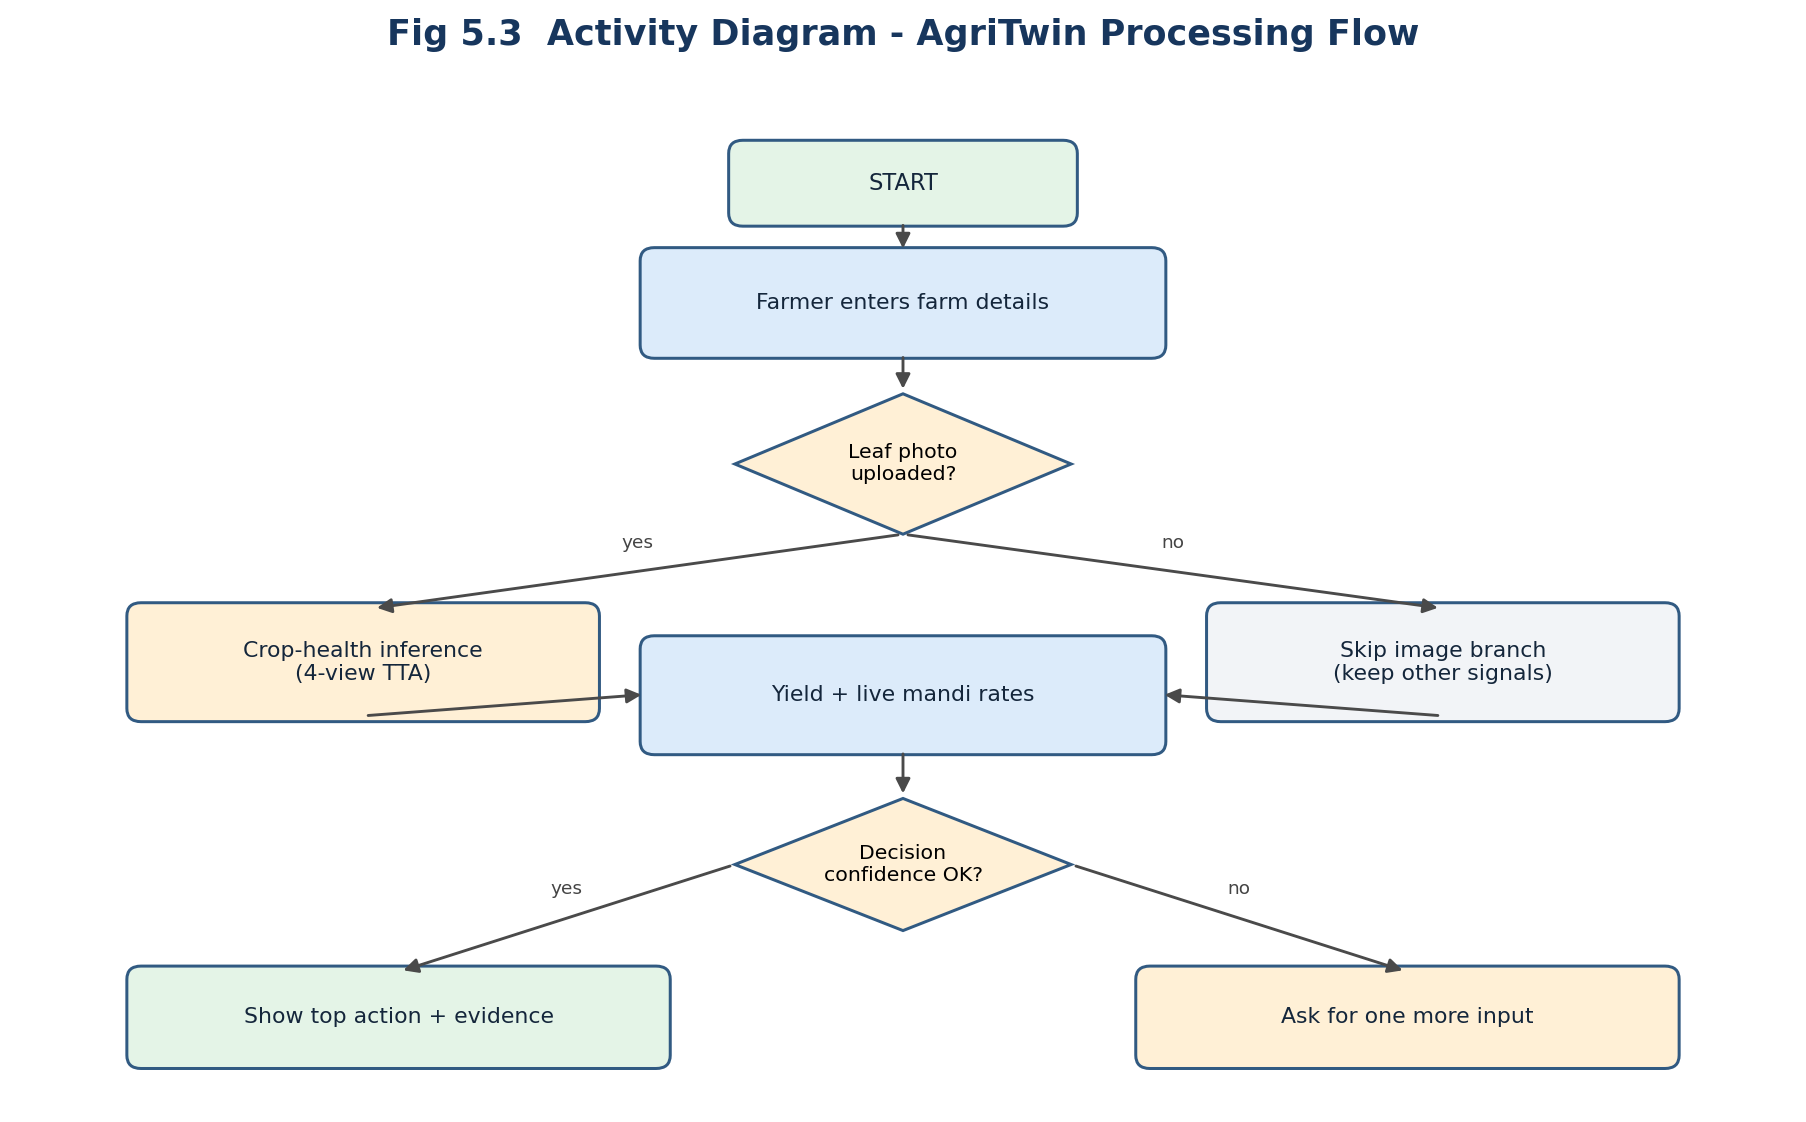 Fig 5.3  Activity Diagram - AgriTwin Processing Flow
START
Farmer enters farm details
Leaf photo
uploaded?
yes
no
Crop-health inference
(4-view TTA)
Yield + live mandi rates
Skip image branch
(keep other signals)
Decision
confidence OK?
yes
no
Show top action + evidence
Ask for one more input